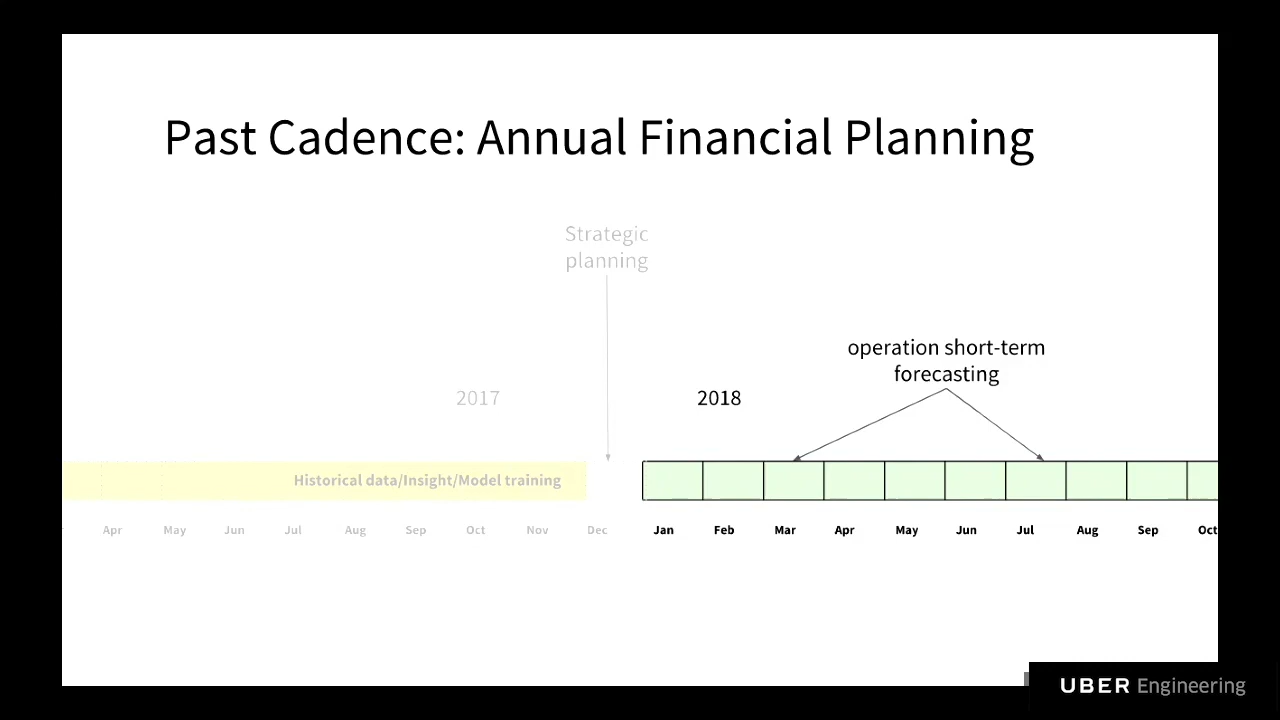 Past Cadence: Annual Financial Planning
Strategic
planning
operation short-term
forecasting
2017
2018
Historical data/Insight/Model training
Apr May Jun Jul Aug Sep Oct Nov Dec Jan Feb Mar Apr May Jun Jul Aug Sep Oct
UBER Engineering